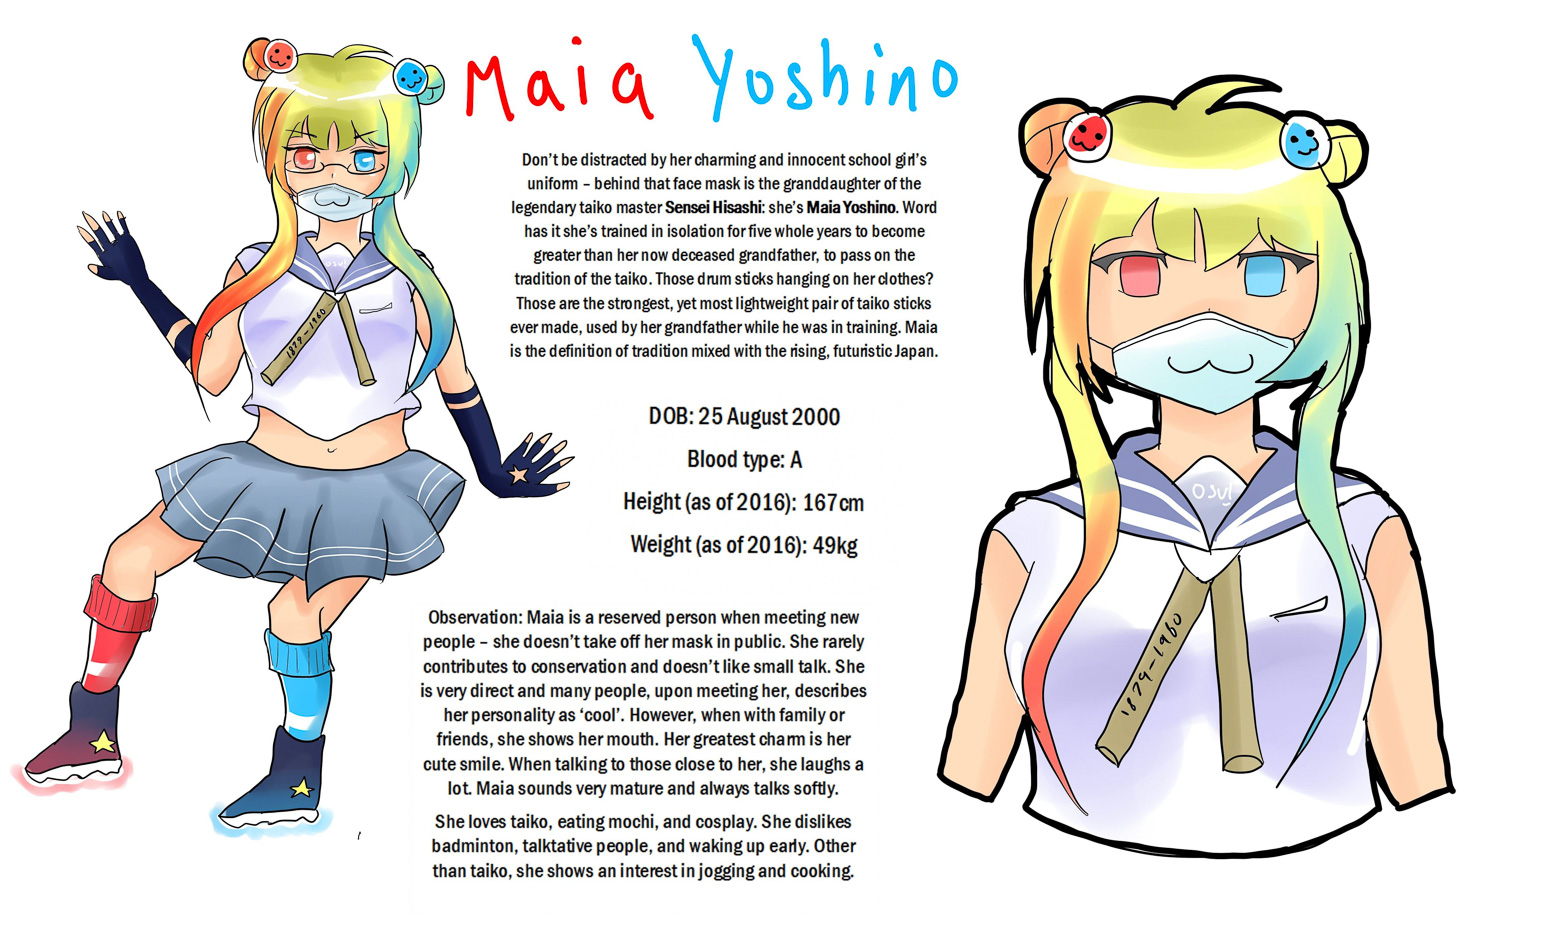 Maia Yoshino
Don't be distracted by her charming and innocent school girl's
uniform – behind that face mask is the granddaughter of the
legendary taiko master Sensei Hisashi: she's Maia Yoshino. Word
has it she's trained in isolation for five whole years to become
greater than her now deceased grandfather, to pass on the
tradition of the taiko. Those drum sticks hanging on her clothes?
Those are the strongest, yet most lightweight pair of taiko sticks
ever made, used by her grandfather while he was in training. Maia
is the definition of tradition mixed with the rising, futuristic Japan.
DOB: 25 August 2000
Blood type: A
Height (as of 2016): 167cm
Weight (as of 2016): 49kg
Observation: Maia is a reserved person when meeting new
people – she doesn't take off her mask in public. She rarely
contributes to conservation and doesn't like small talk. She
is very direct and many people, upon meeting her, describes
her personality as 'cool'. However, when with family or
friends, she shows her mouth. Her greatest charm is her
cute smile. When talking to those close to her, she laughs a
lot. Maia sounds very mature and always talks softly.
She loves taiko, eating mochi, and cosplay. She dislikes
badminton, talktative people, and waking up early. Other
than taiko, she shows an interest in jogging and cooking.
osu!
1879-1960
osu!
1879-1960